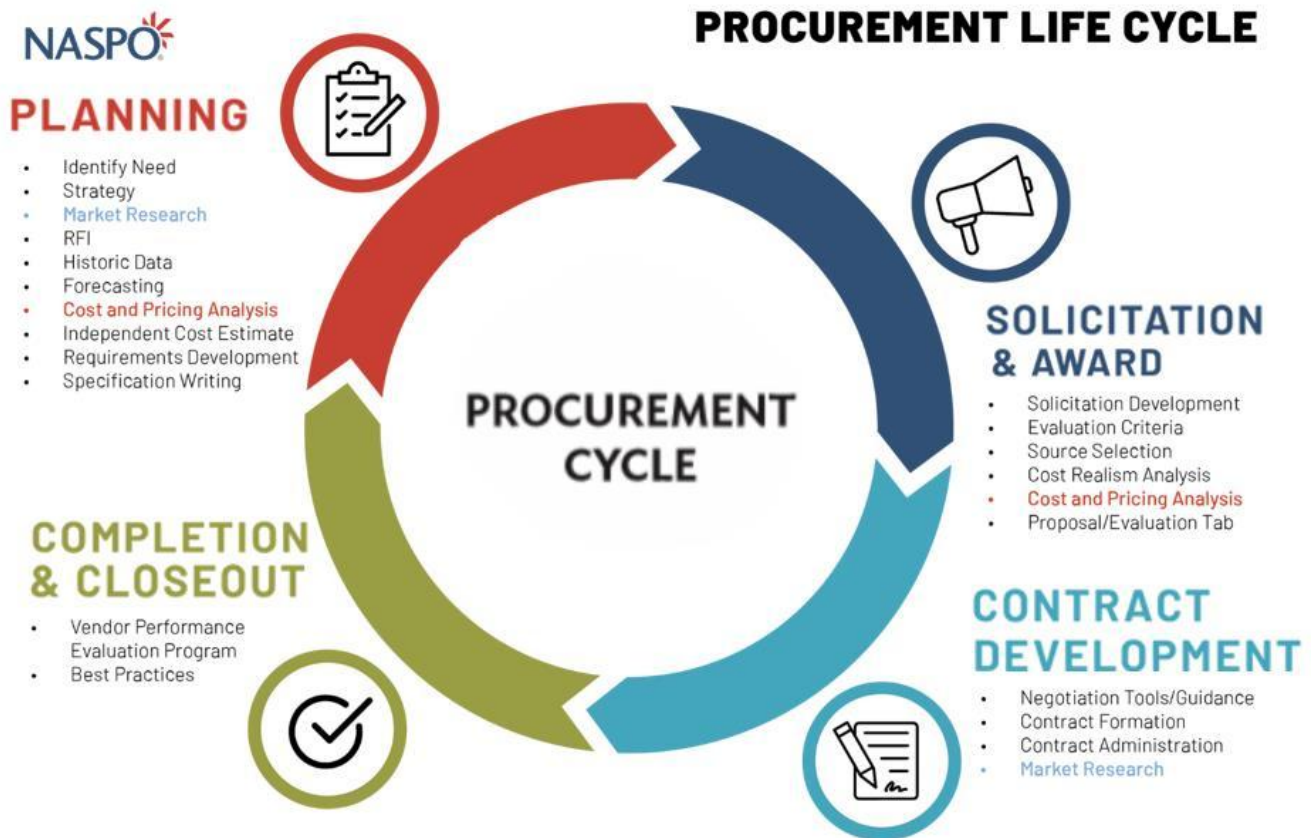 NASPO
PROCUREMENT LIFE CYCLE
PLANNING
• Identify Need
• Strategy
• Market Research
• RFI
• Historic Data
• Forecasting
• Cost and Pricing Analysis
• Independent Cost Estimate
• Requirements Development
• Specification Writing
SOLICITATION
& AWARD
• Solicitation Development
• Evaluation Criteria
• Source Selection
• Cost Realism Analysis
• Cost and Pricing Analysis
• Proposal/Evaluation Tab
PROCUREMENT
CYCLE
COMPLETION
& CLOSEOUT
• Vendor Performance
Evaluation Program
• Best Practices
CONTRACT
DEVELOPMENT
• Negotiation Tools/Guidance
• Contract Formation
• Contract Administration
• Market Research